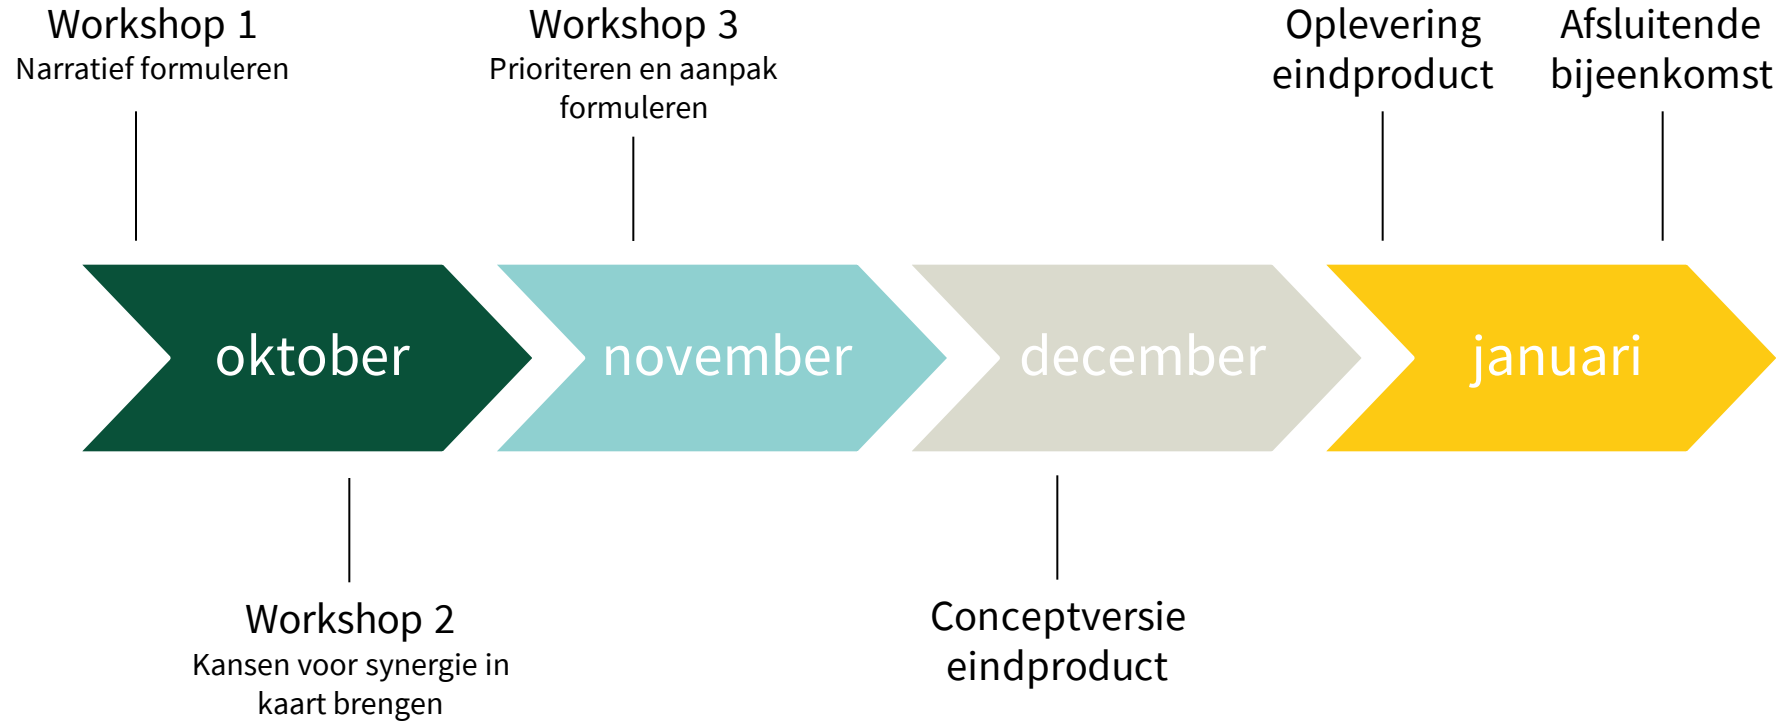 Workshop 1
Narratief formuleren
Workshop 3
Prioriteren en aanpak
formuleren
Oplevering
eindproduct
Afsluitende
bijeenkomst
oktober
november
december
januari
Workshop 2
Kansen voor synergie in
kaart brengen
Conceptversie
eindproduct